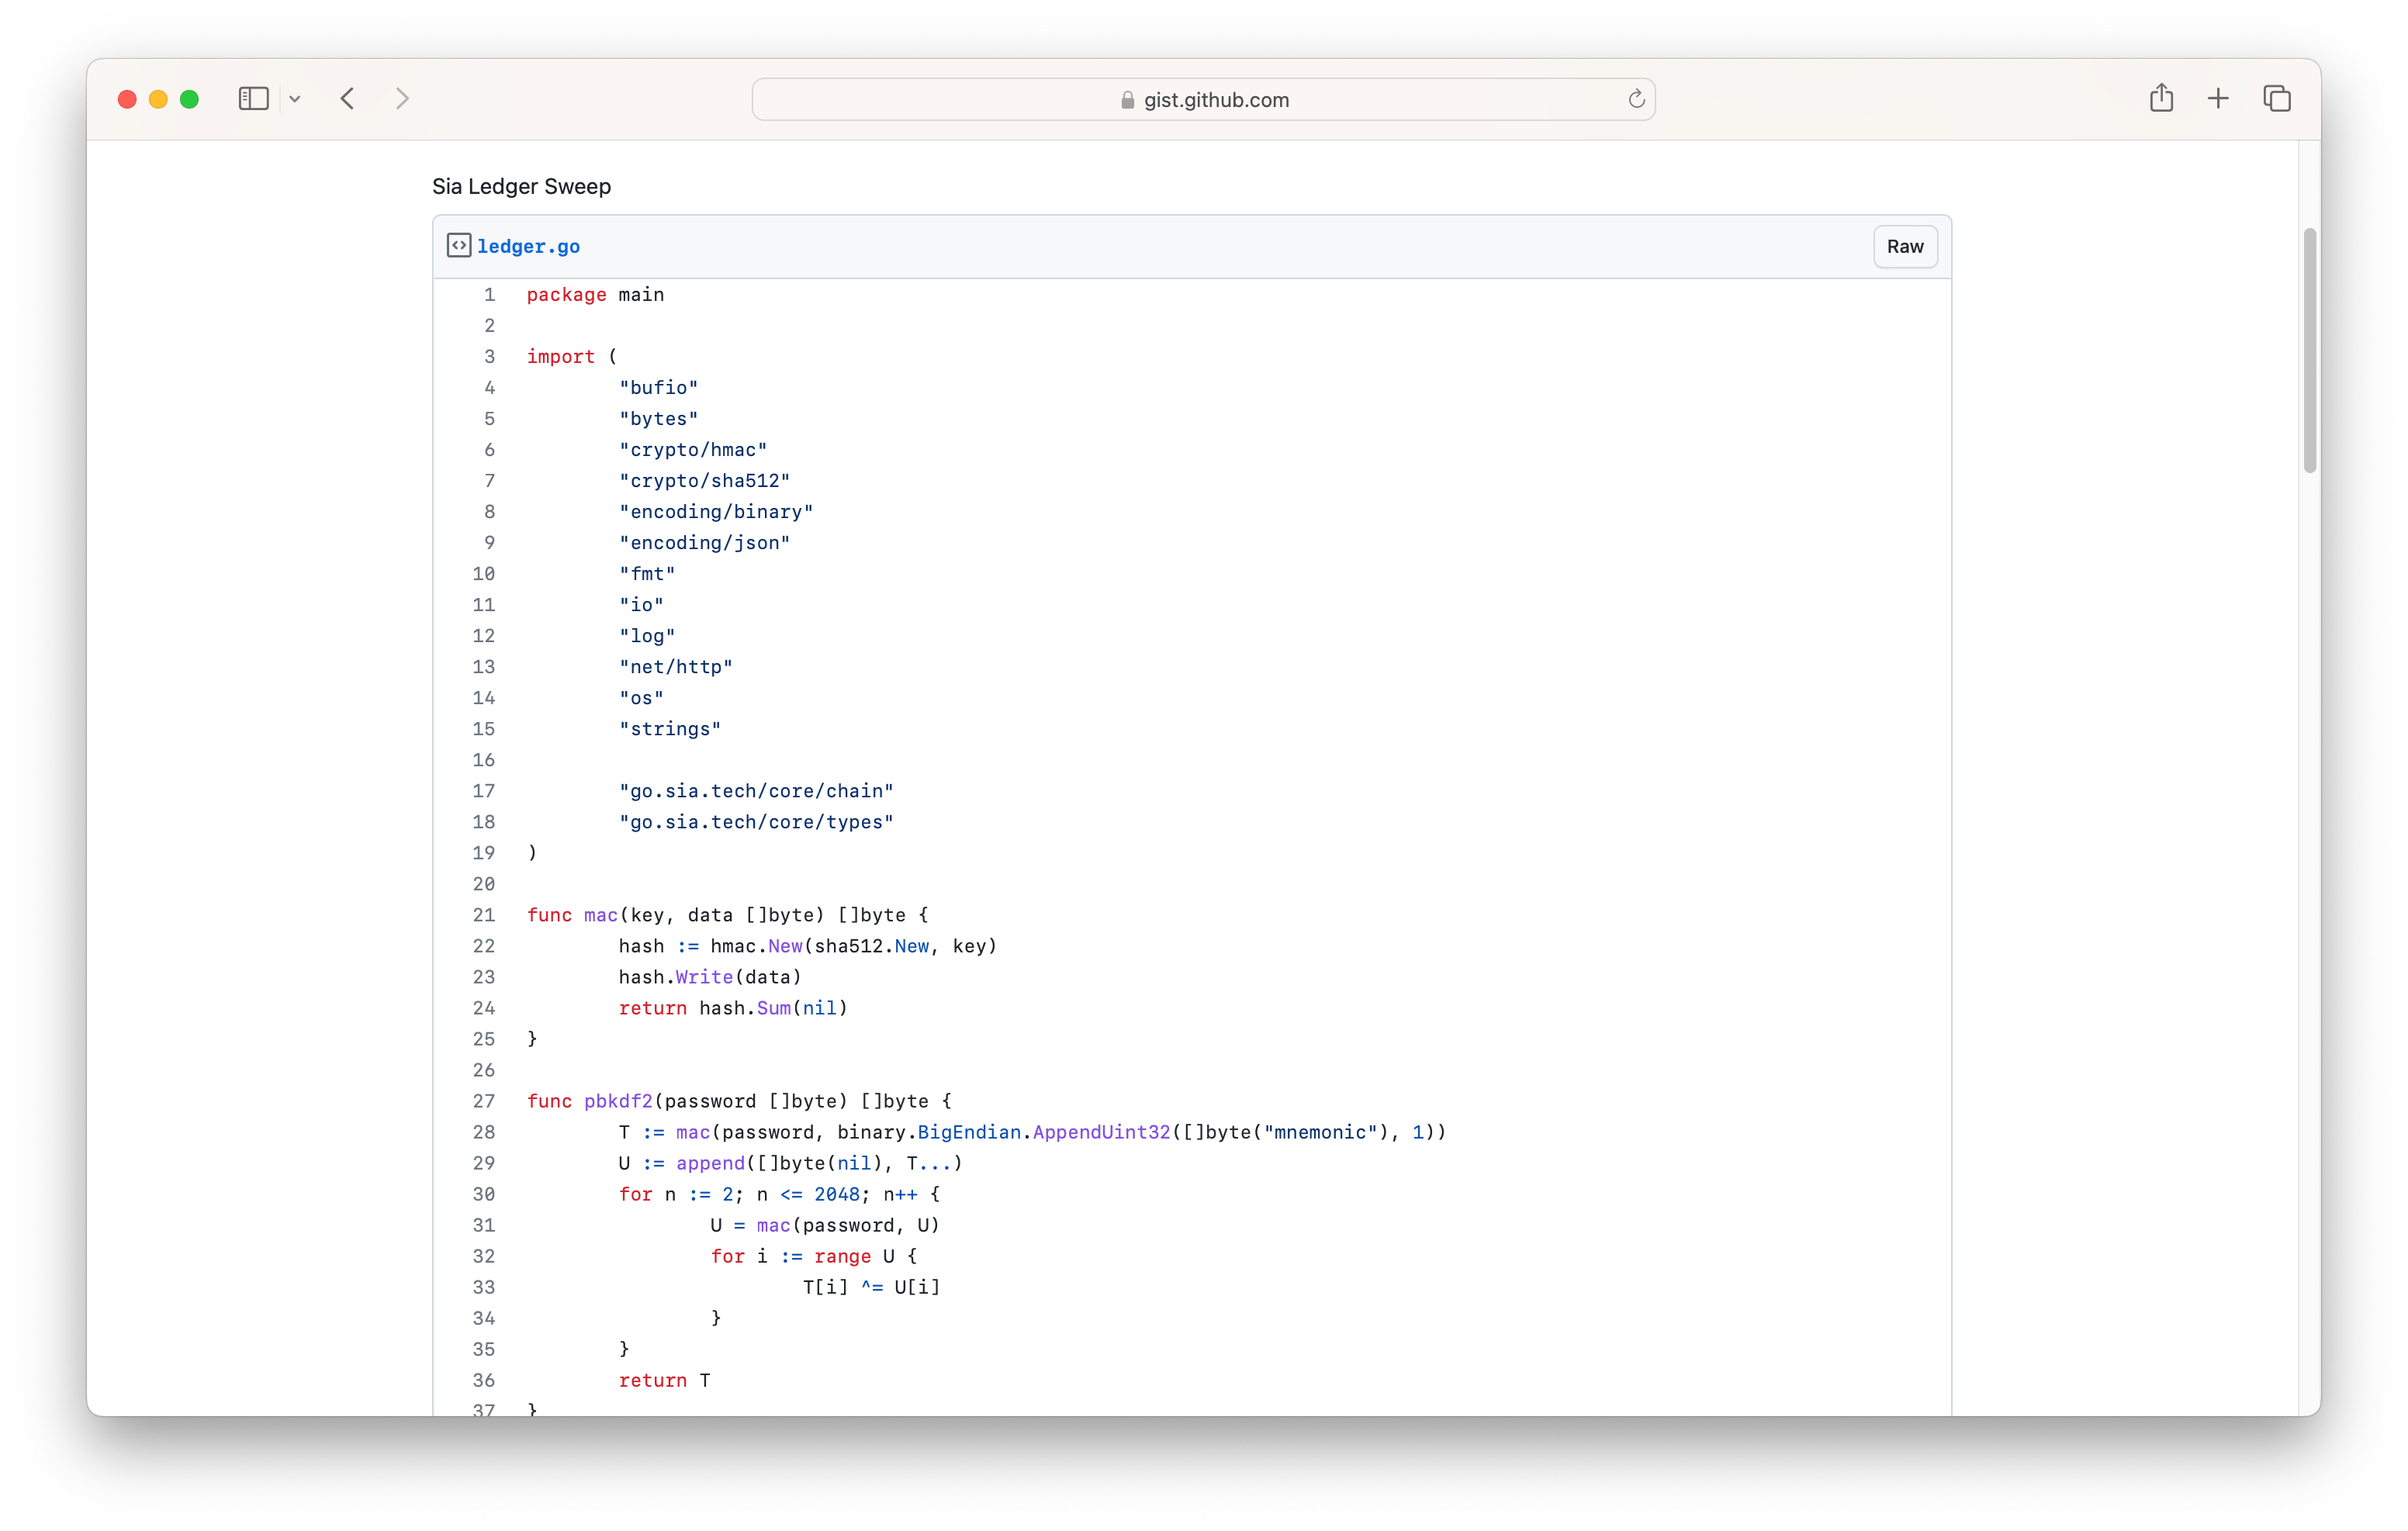 gist.github.com
Sia Ledger Sweep
ledger.go
Raw
1 package main
2
3 import (
4 "bufio"
5 "bytes"
6 "crypto/hmac"
7 "crypto/sha512"
8 "encoding/binary"
9 "encoding/json"
10 "fmt"
11 "io"
12 "log"
13 "net/http"
14 "os"
15 "strings"
16
17 "go.sia.tech/core/chain"
18 "go.sia.tech/core/types"
19 )
20
21 func mac(key, data []byte) []byte {
22 hash := hmac.New(sha512.New, key)
23 hash.Write(data)
24 return hash.Sum(nil)
25 }
26
27 func pbkdf2(password []byte) []byte {
28 T := mac(password, binary.BigEndian.AppendUint32([]byte("mnemonic"), 1))
29 U := append([]byte(nil), T...)
30 for n := 2; n <= 2048; n++ {
31 U = mac(password, U)
32 for i := range U {
33 T[i] ^= U[i]
34 }
35 }
36 return T
37 }